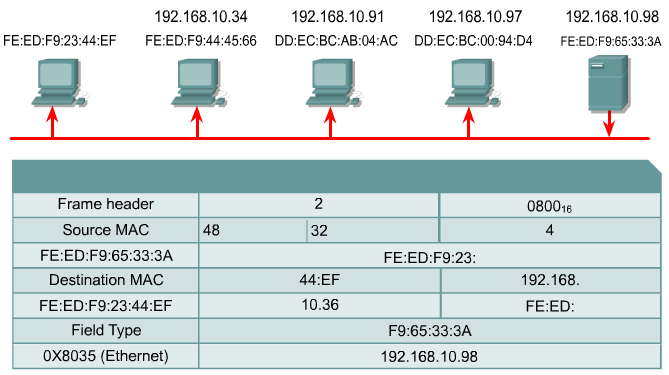 192.168.10.34 192.168.10.91 192.168.10.97 192.168.10.98
FE:ED:F9:23:44:EF FE:ED:F9:44:45:66 DD:EC:BC:AB:04:AC DD:EC:BC:00:94:D4 FE:ED:F9:65:33:3A
Frame header 2 0800₁₆
Source MAC 48 32 4
FE:ED:F9:65:33:3A FE:ED:F9:23:
Destination MAC 44:EF 192.168.
FE:ED:F9:23:44:EF 10.36 FE:ED:
Field Type F9:65:33:3A
0X8035 (Ethernet) 192.168.10.98